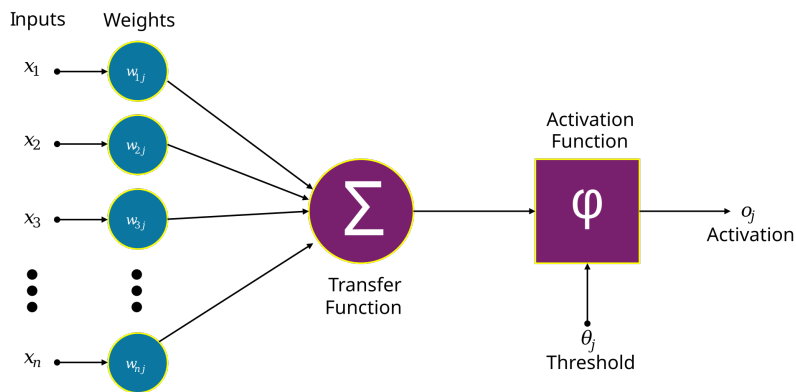 Inputs
Weights
x1
w1j
x2
w2j
x3
w3j
xn
wnj
Σ
Transfer
Function
Activation
Function
φ
θj
Threshold
oj
Activation